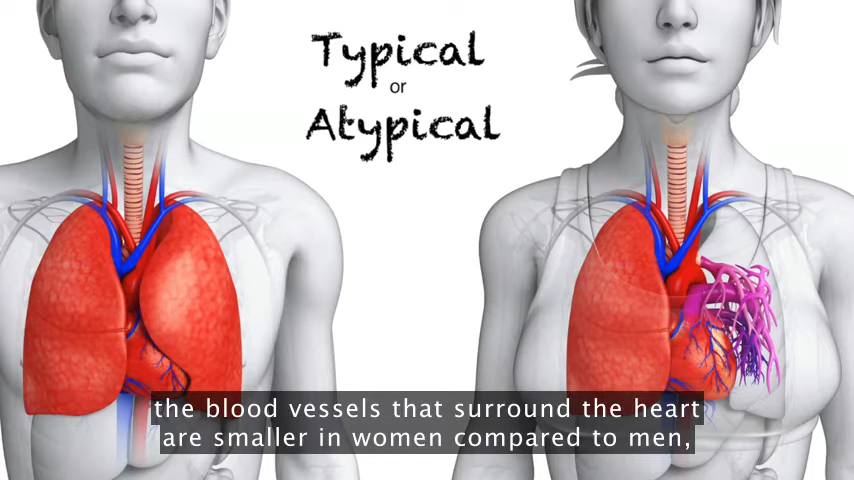 Typical
or
Atypical
the blood vessels that surround the heart
are smaller in women compared to men,